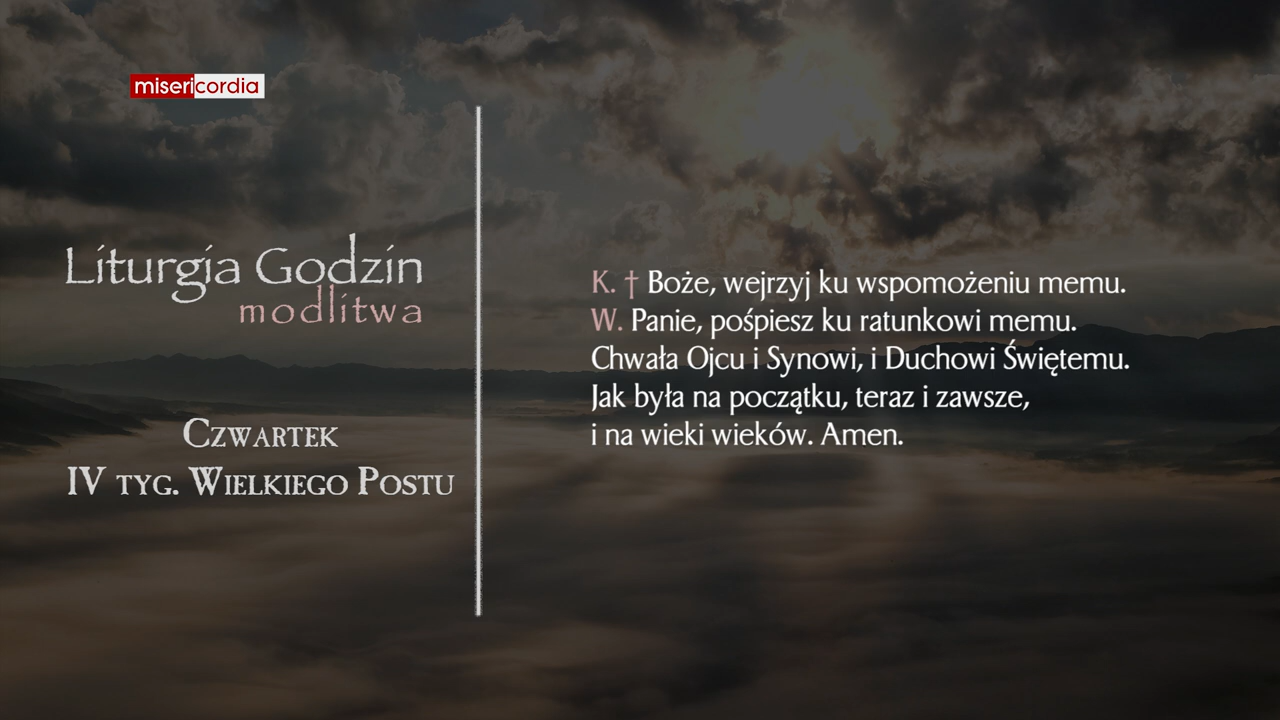 misericordia
Liturgia Godzin
modlitwa
Czwartek
IV tyg. Wielkiego Postu
K. † Boże, wejrzyj ku wspomożeniu memu.
W. Panie, pośpiesz ku ratunkowi memu.
Chwała Ojcu i Synowi, i Duchowi Świętemu.
Jak była na początku, teraz i zawsze,
i na wieki wieków. Amen.